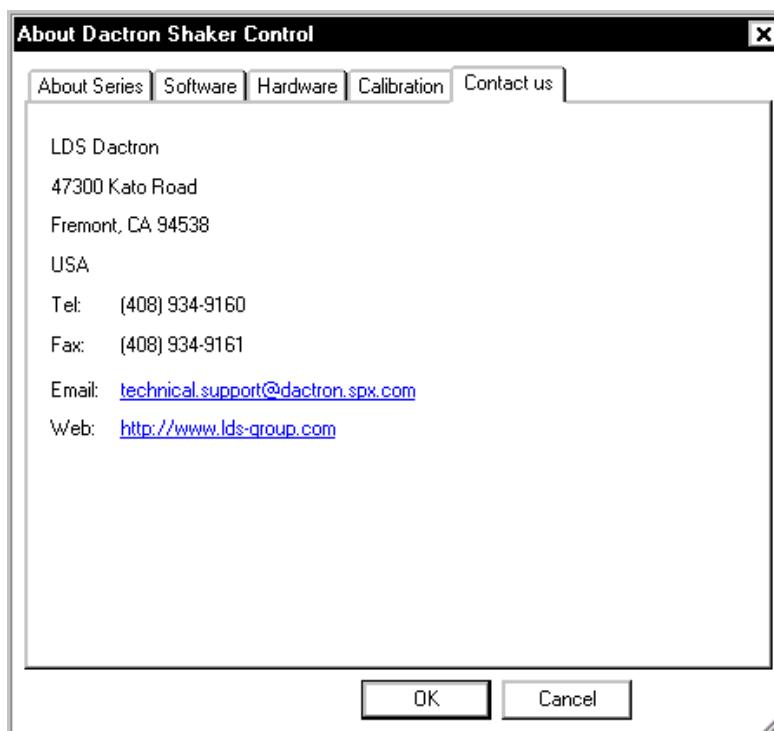 About Dactron Shaker Control
About Series Software Hardware Calibration Contact us
LDS Dactron
47300 Kato Road
Fremont, CA 94538
USA
Tel: (408) 934-9160
Fax: (408) 934-9161
Email: technical.support@dactron.spx.com
Web: http://www.lds-group.com
OK Cancel